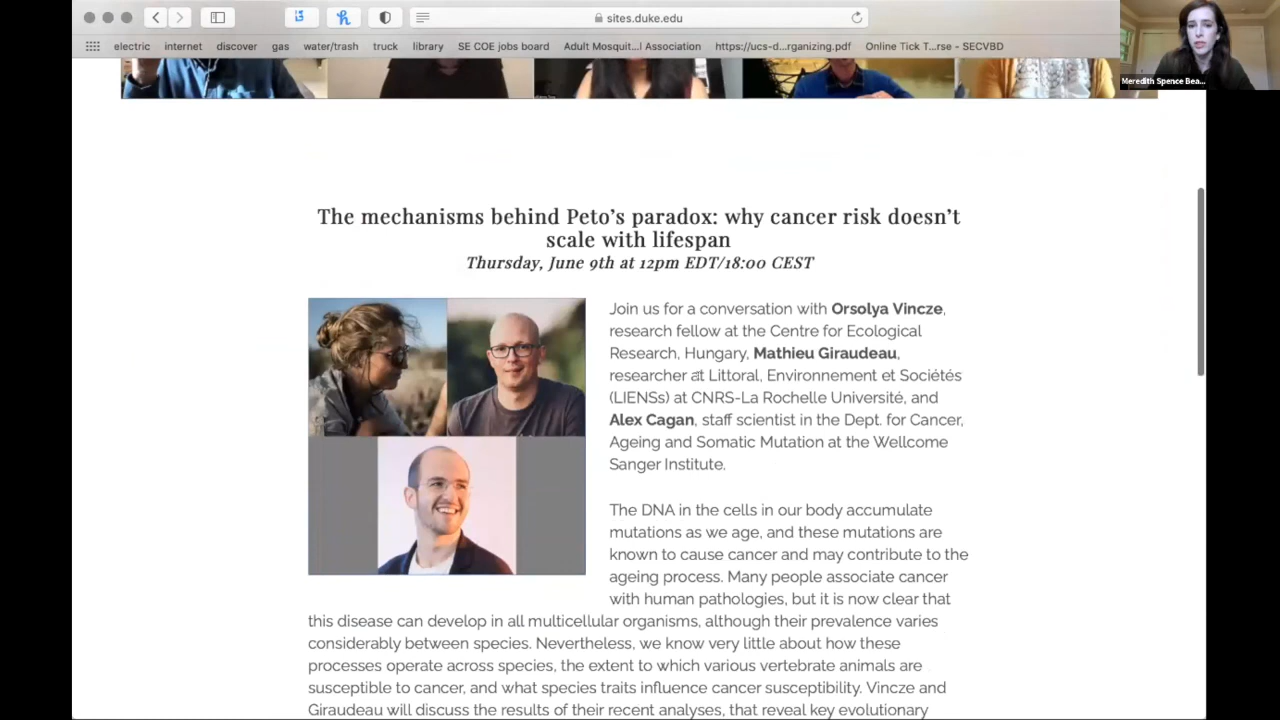 sites.duke.edu
electric internet discover gas water/trash truck library SE COE jobs board Adult Mosquit...l Association https://ucs-d...rganizing.pdf Online Tick T...rse - SECVBD
Meredith Spence Bea...
The mechanisms behind Peto's paradox: why cancer risk doesn't
scale with lifespan
Thursday, June 9th at 12pm EDT/18:00 CEST
Join us for a conversation with Orsolya Vincze,
research fellow at the Centre for Ecological
Research, Hungary, Mathieu Giraudeau,
researcher at Littoral, Environnement et Sociétés
(LIENSs) at CNRS-La Rochelle Université, and
Alex Cagan, staff scientist in the Dept. for Cancer,
Ageing and Somatic Mutation at the Wellcome
Sanger Institute.
The DNA in the cells in our body accumulate
mutations as we age, and these mutations are
known to cause cancer and may contribute to the
ageing process. Many people associate cancer
with human pathologies, but it is now clear that
this disease can develop in all multicellular organisms, although their prevalence varies
considerably between species. Nevertheless, we know very little about how these
processes operate across species, the extent to which various vertebrate animals are
susceptible to cancer, and what species traits influence cancer susceptibility. Vincze and
Giraudeau will discuss the results of their recent analyses, that reveal key evolutionary